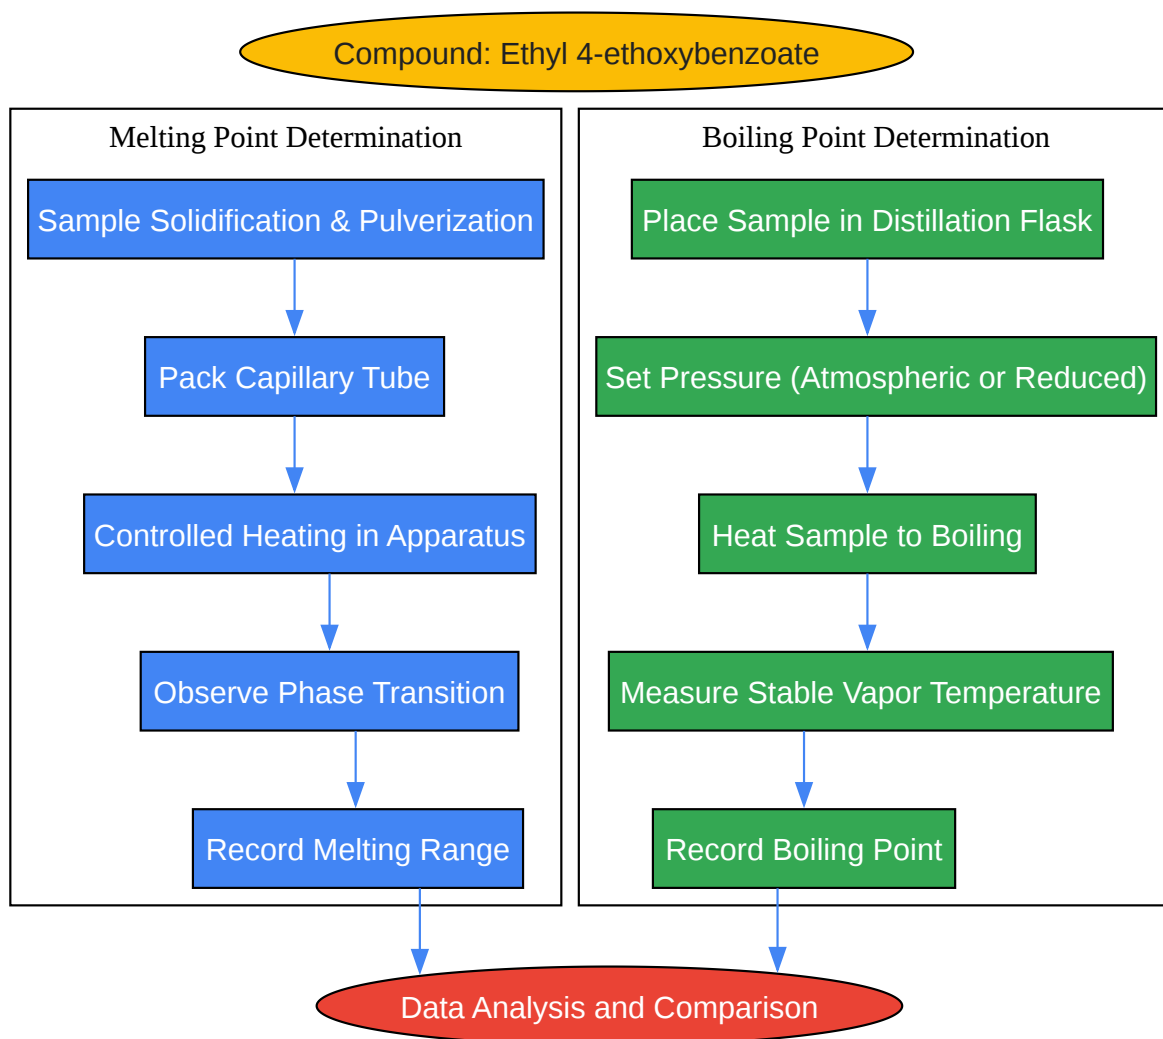 Compound: Ethyl 4-ethoxybenzoate
Melting Point Determination
Sample Solidification & Pulverization
Pack Capillary Tube
Controlled Heating in Apparatus
Observe Phase Transition
Record Melting Range
Boiling Point Determination
Place Sample in Distillation Flask
Set Pressure (Atmospheric or Reduced)
Heat Sample to Boiling
Measure Stable Vapor Temperature
Record Boiling Point
Data Analysis and Comparison